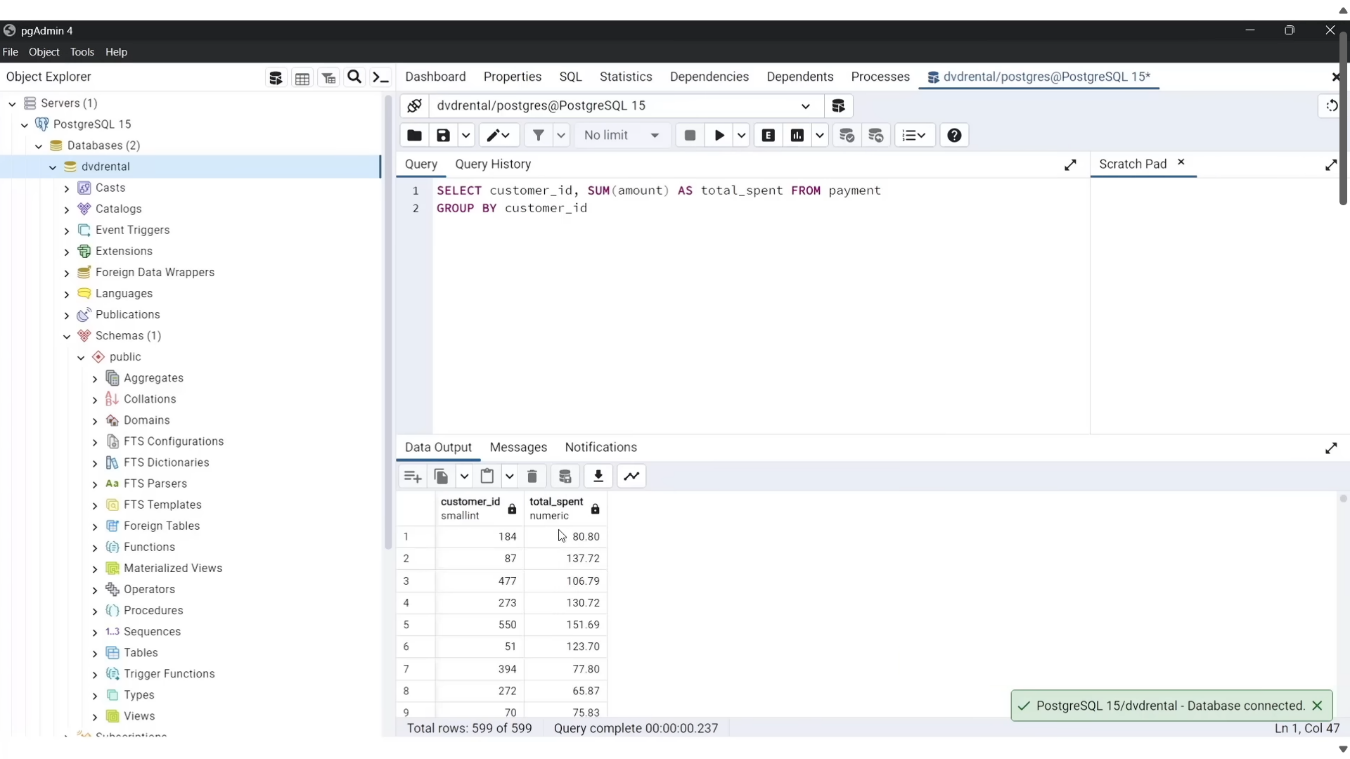 pgAdmin 4
File Object Tools Help
Object Explorer
Dashboard Properties SQL Statistics Dependencies Dependents Processes dvdrental/postgres@PostgreSQL 15*
Servers (1)
PostgreSQL 15
Databases (2)
dvdrental
Casts
Catalogs
Event Triggers
Extensions
Foreign Data Wrappers
Languages
Publications
Schemas (1)
public
Aggregates
Collations
Domains
FTS Configurations
FTS Dictionaries
Aa FTS Parsers
FTS Templates
Foreign Tables
Functions
Materialized Views
Operators
Procedures
1..3 Sequences
Tables
Trigger Functions
Types
Views
Subscriptions
dvdrental/postgres@PostgreSQL 15
No limit
E
Query Query History
Scratch Pad
1 SELECT customer_id, SUM(amount) AS total_spent FROM payment
2 GROUP BY customer_id
Data Output Messages Notifications
customer_id total_spent
smallint numeric
1 184 80.80
2 87 137.72
3 477 106.79
4 273 130.72
5 550 151.69
6 51 123.70
7 394 77.80
8 272 65.87
9 70 75.83
PostgreSQL 15/dvdrental - Database connected.
Total rows: 599 of 599 Query complete 00:00:00.237 Ln 1, Col 47